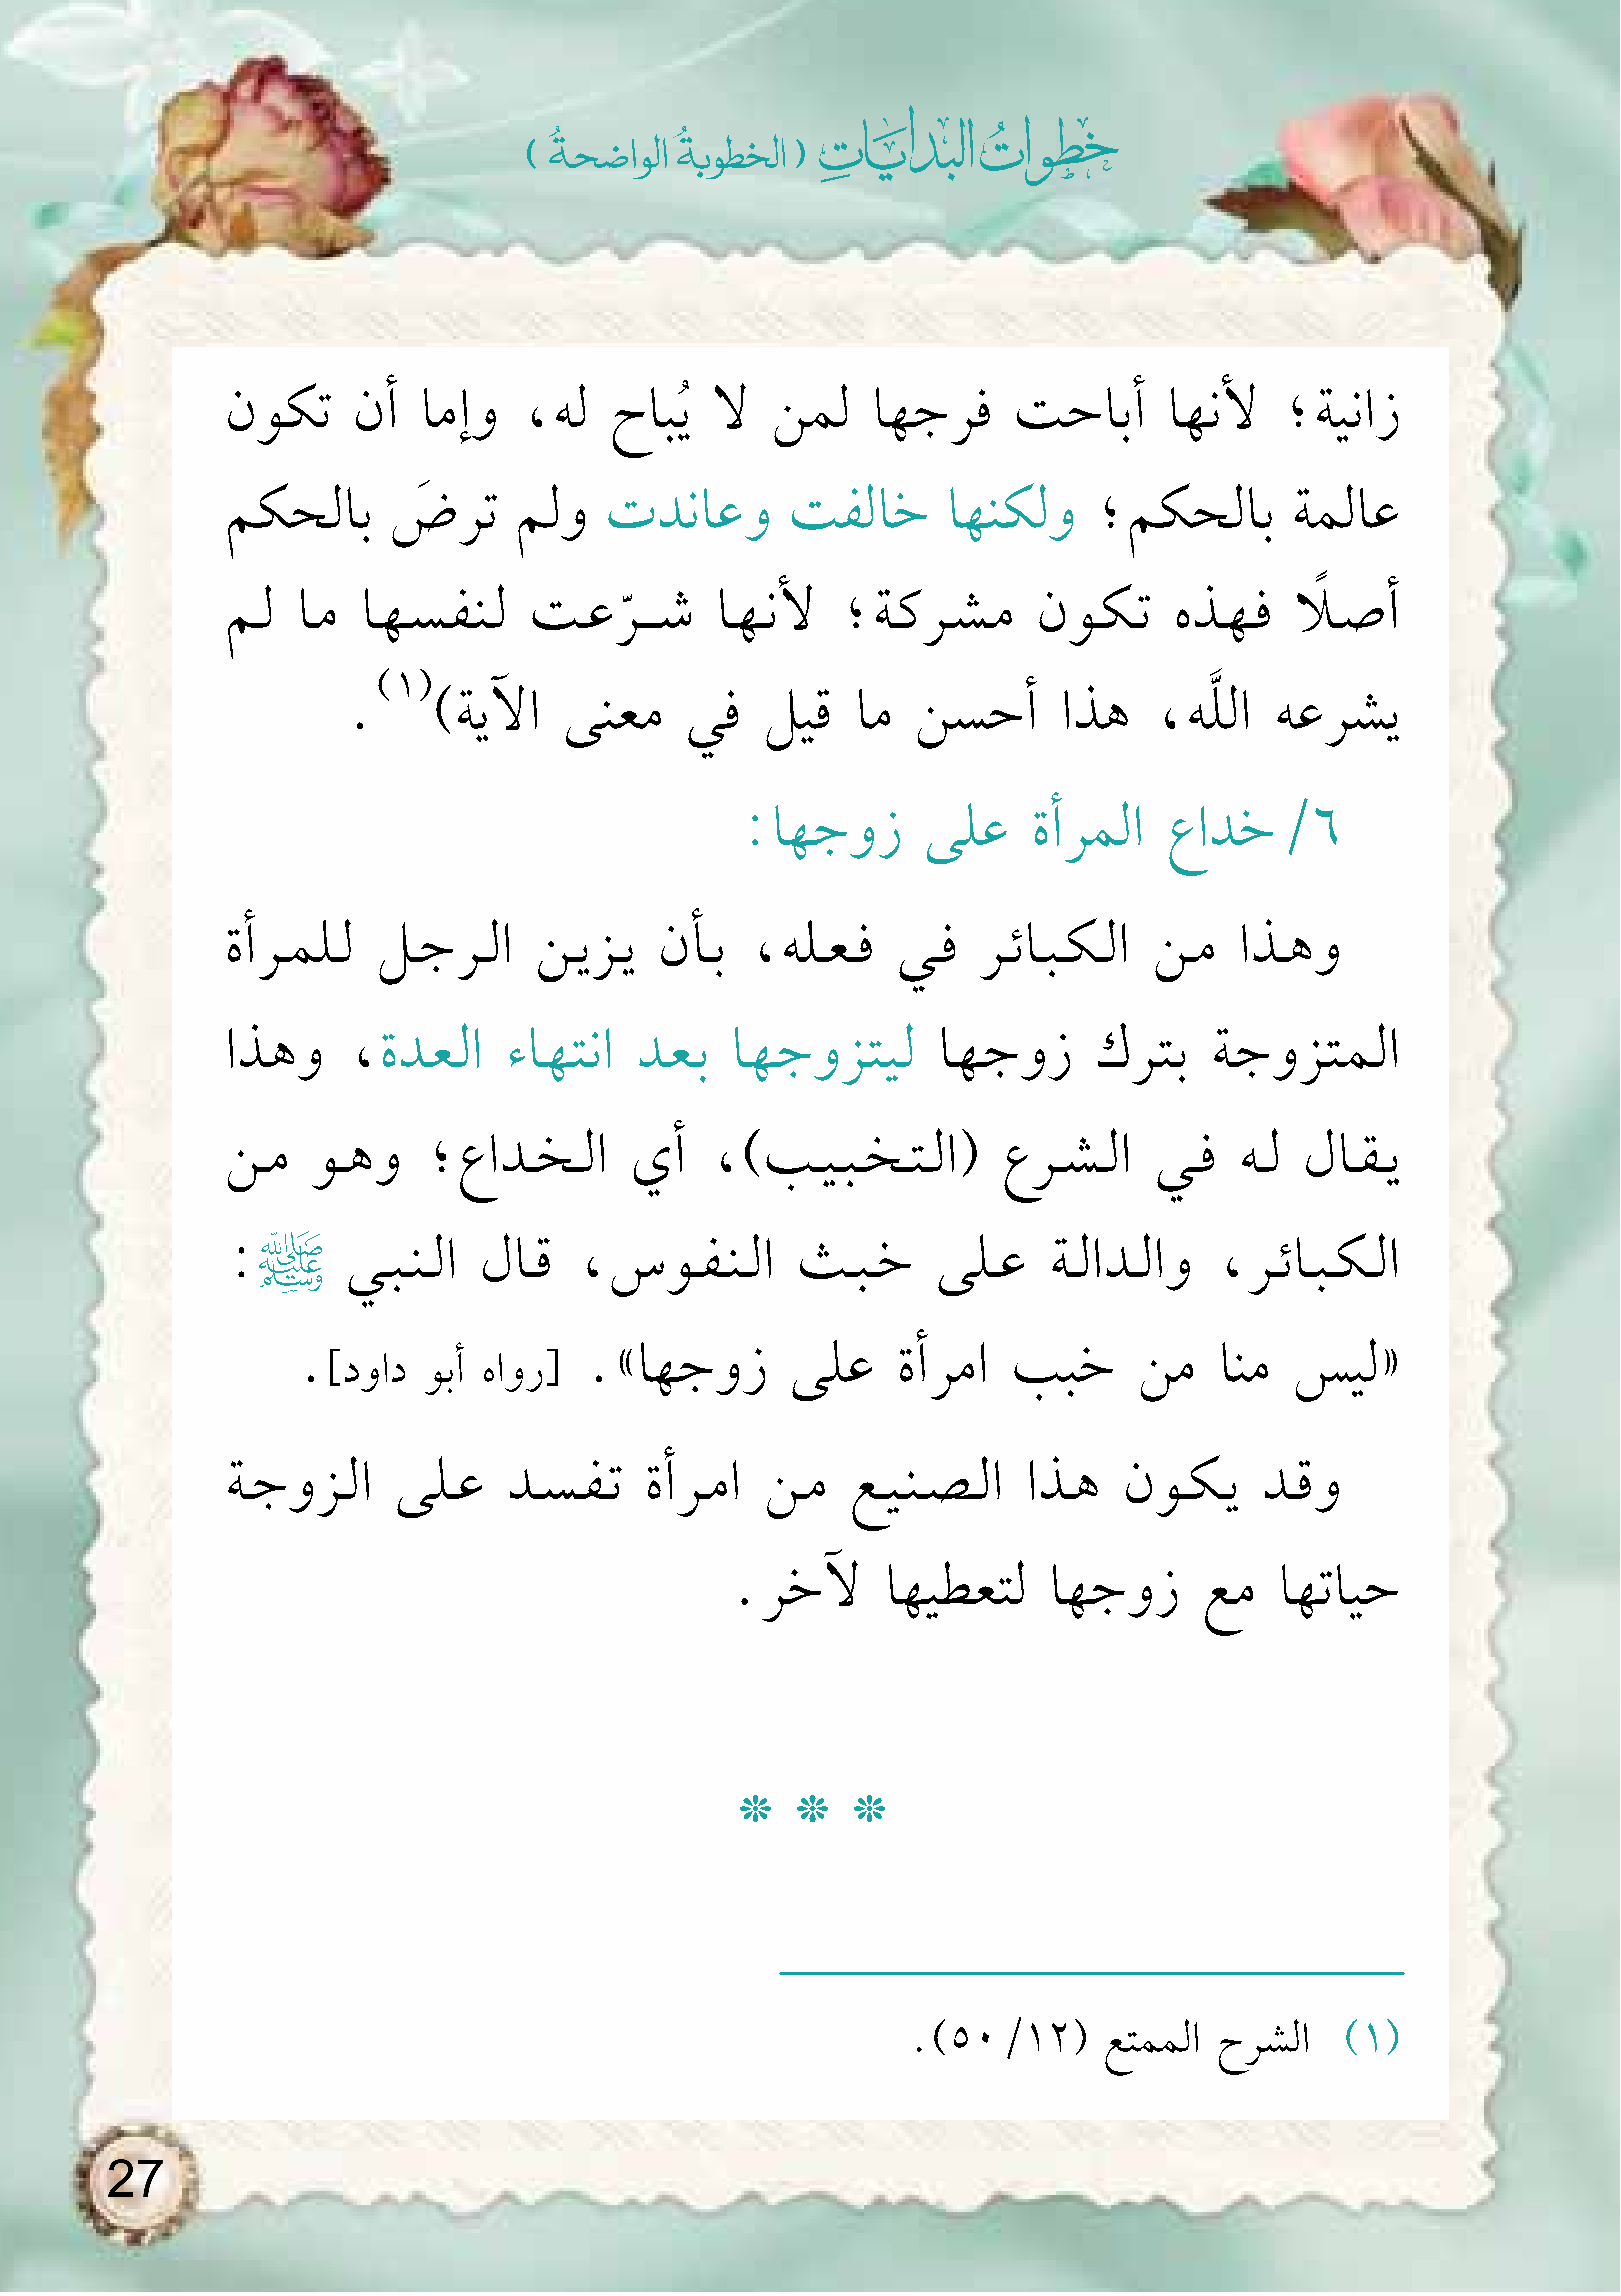 خطوات البدايات ( الخطوبة الواضحة )
زانية؛ لأنها أباحت فرجها لمن لا يُباح له، وإما أن تكون
عالمة بالحكم؛ ولكنها خالفت وعاندت ولم ترضَ بالحكم
أصلًا فهذه تكون مشركة؛ لأنها شرّعت لنفسها ما لم
يشرعه اللَّه، هذا أحسن ما قيل في معنى الآية)(١).
٦/ خداع المرأة على زوجها:
وهذا من الكبائر في فعله، بأن يزين الرجل للمرأة
المتزوجة بترك زوجها ليتزوجها بعد انتهاء العدة، وهذا
يقال له في الشرع (التخبيب)، أي الخداع؛ وهو من
الكبائر، والدالة على خبث النفوس، قال النبي ﷺ:
«ليس منا من خبب امرأة على زوجها». [رواه أبو داود].
وقد يكون هذا الصنيع من امرأة تفسد على الزوجة
حياتها مع زوجها لتعطيها لآخر.
(١) الشرح الممتع (١٢/ ٥٠).
27